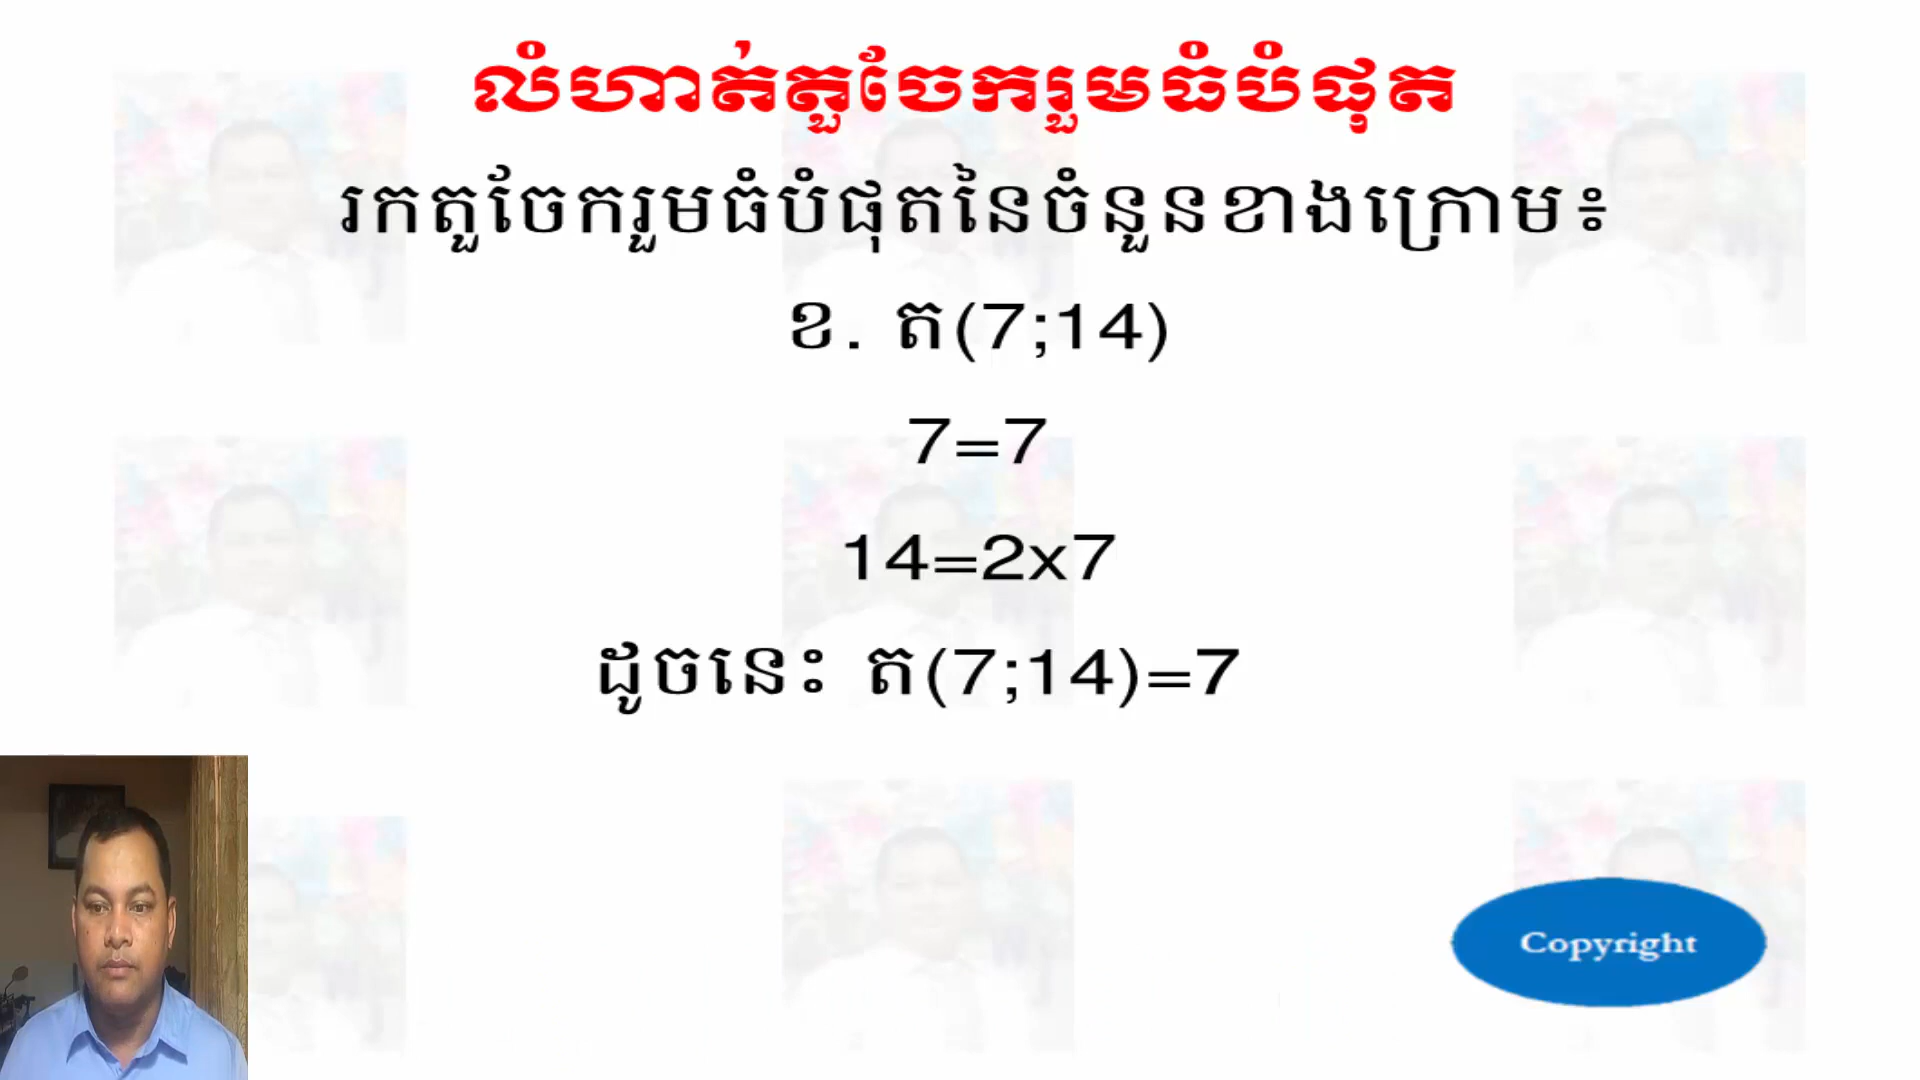 លំហាត់តួចែករួមធំបំផុត
រកតួចែករួមធំបំផុតនៃចំនួនខាងក្រោម៖
ខ. ត(7;14)
7=7
14=2x7
ដូចនេះ ត(7;14)=7
Copyright